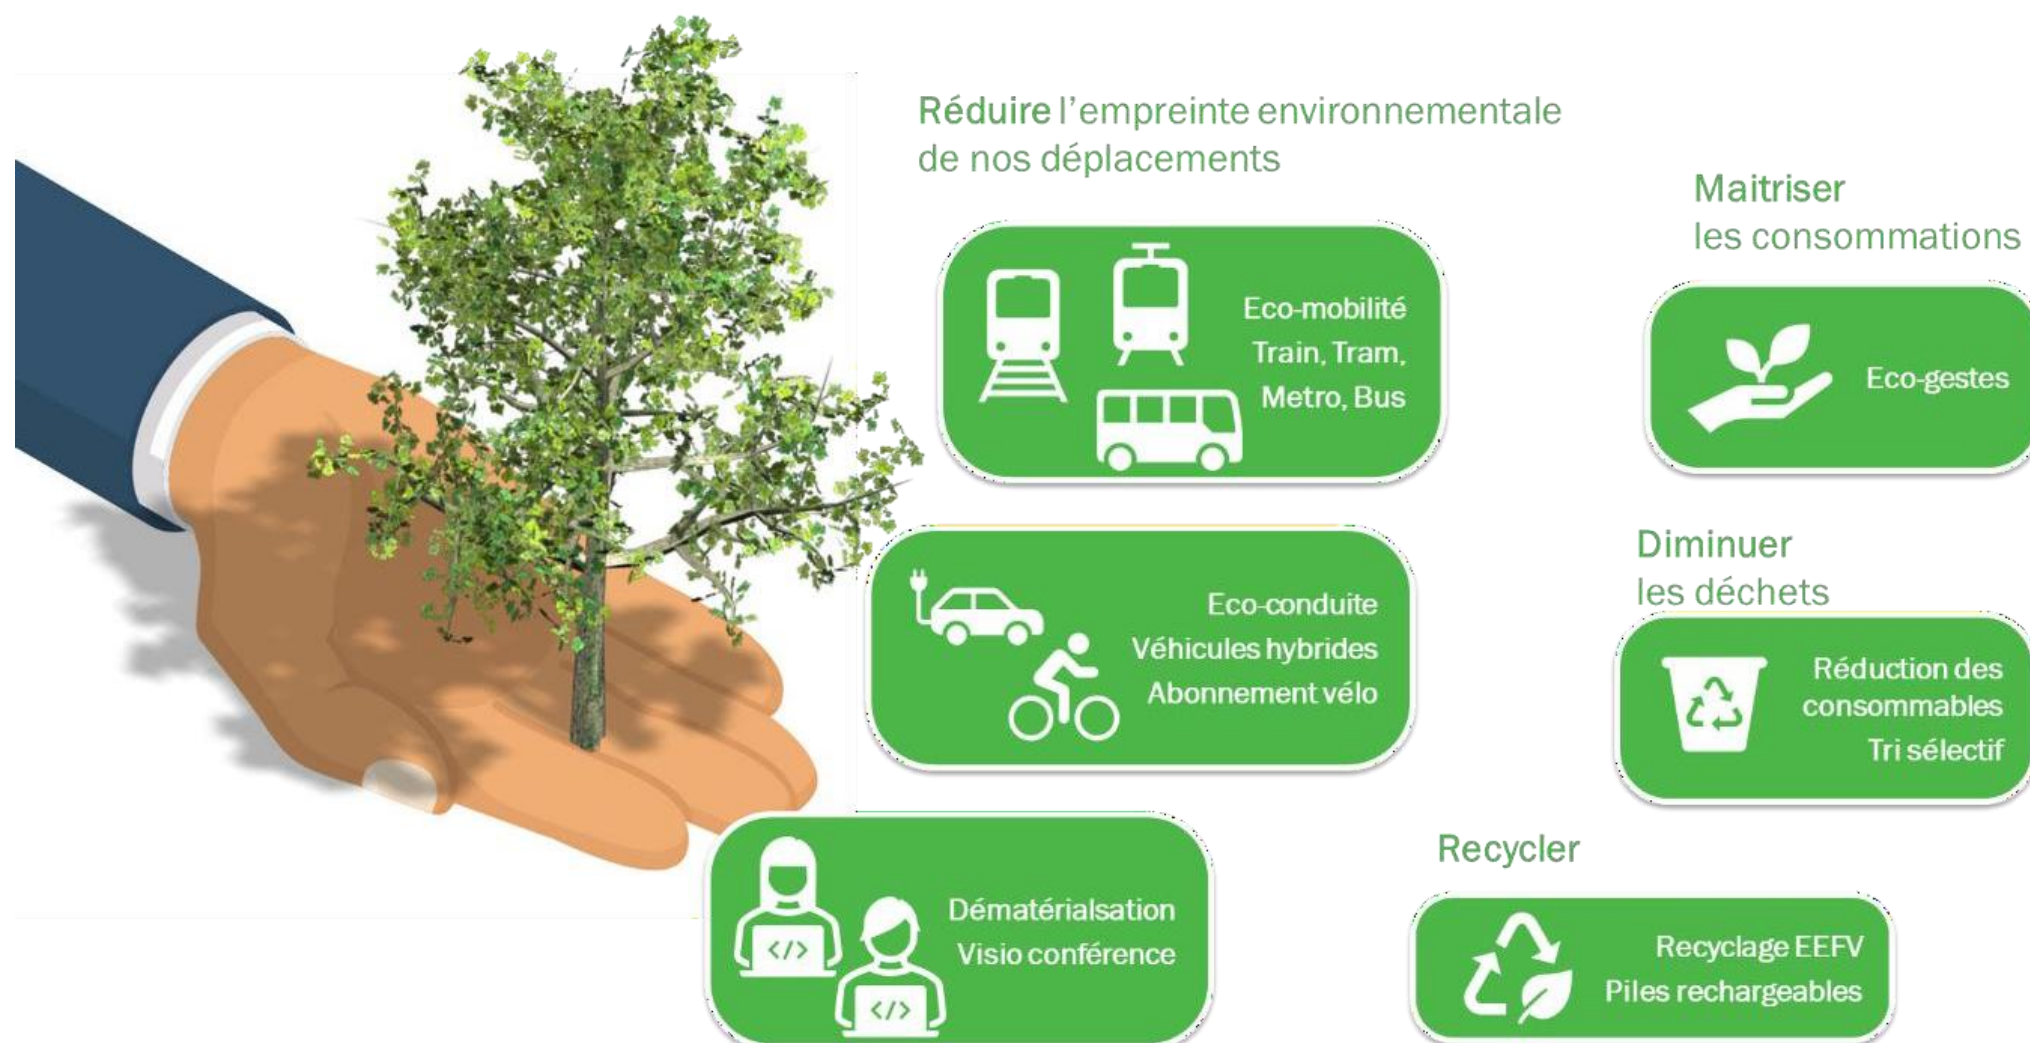 Réduire l'empreinte environnementale
de nos déplacements
Eco-mobilité
Train, Tram,
Metro, Bus
Eco-conduite
Véhicules hybrides
Abonnement vélo
Dématérialsation
Visio conférence
Maitriser
les consommations
Eco-gestes
Diminuer
les déchets
Réduction des
consommables
Tri sélectif
Recycler
Recyclage EEFV
Piles rechargeables